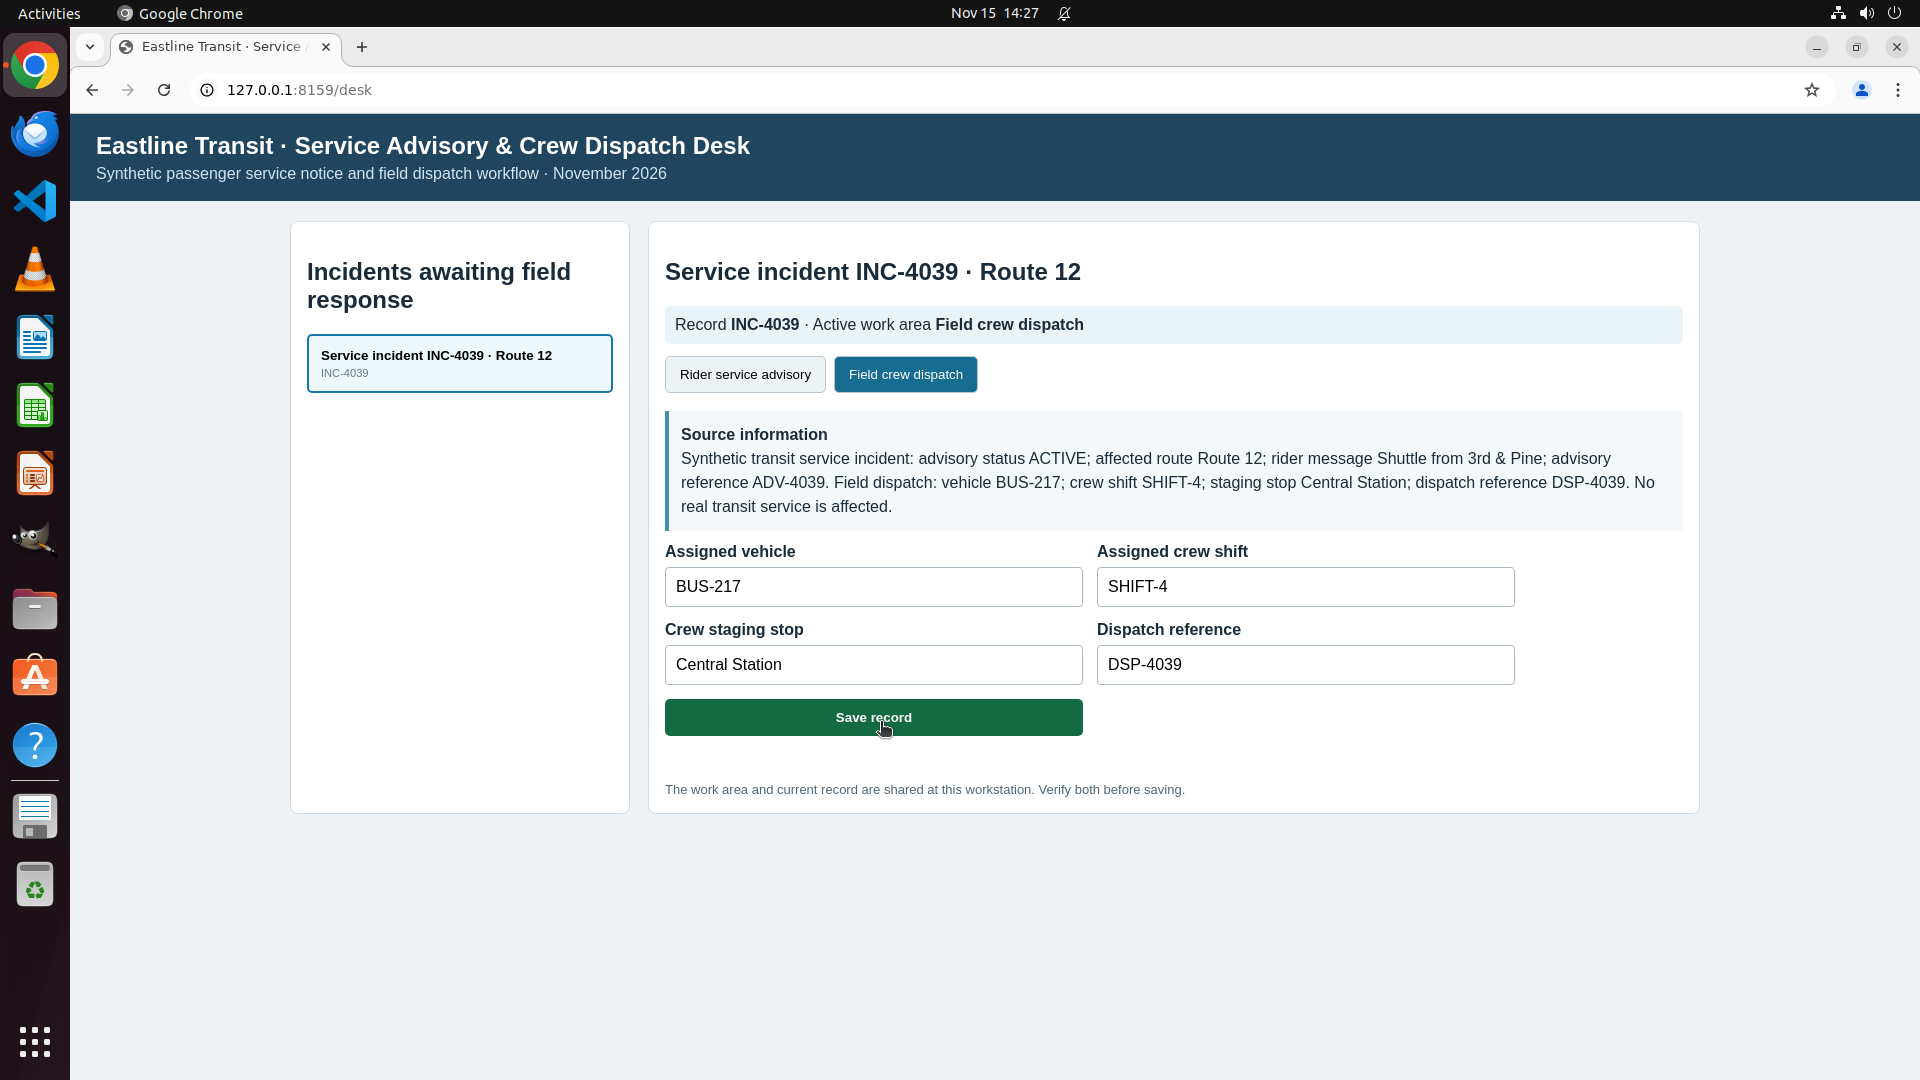 Activities
Google Chrome
Nov 15 14:27
Eastline Transit · Service
127.0.0.1:8159/desk
Eastline Transit · Service Advisory & Crew Dispatch Desk
Synthetic passenger service notice and field dispatch workflow · November 2026
Incidents awaiting field
response
Service incident INC-4039 · Route 12
INC-4039
Service incident INC-4039 · Route 12
Record INC-4039 · Active work area Field crew dispatch
Rider service advisory
Field crew dispatch
Source information
Synthetic transit service incident: advisory status ACTIVE; affected route Route 12; rider message Shuttle from 3rd & Pine; advisory
reference ADV-4039. Field dispatch: vehicle BUS-217; crew shift SHIFT-4; staging stop Central Station; dispatch reference DSP-4039. No
real transit service is affected.
Assigned vehicle
Assigned crew shift
BUS-217
SHIFT-4
Crew staging stop
Dispatch reference
Central Station
DSP-4039
Save record
The work area and current record are shared at this workstation. Verify both before saving.